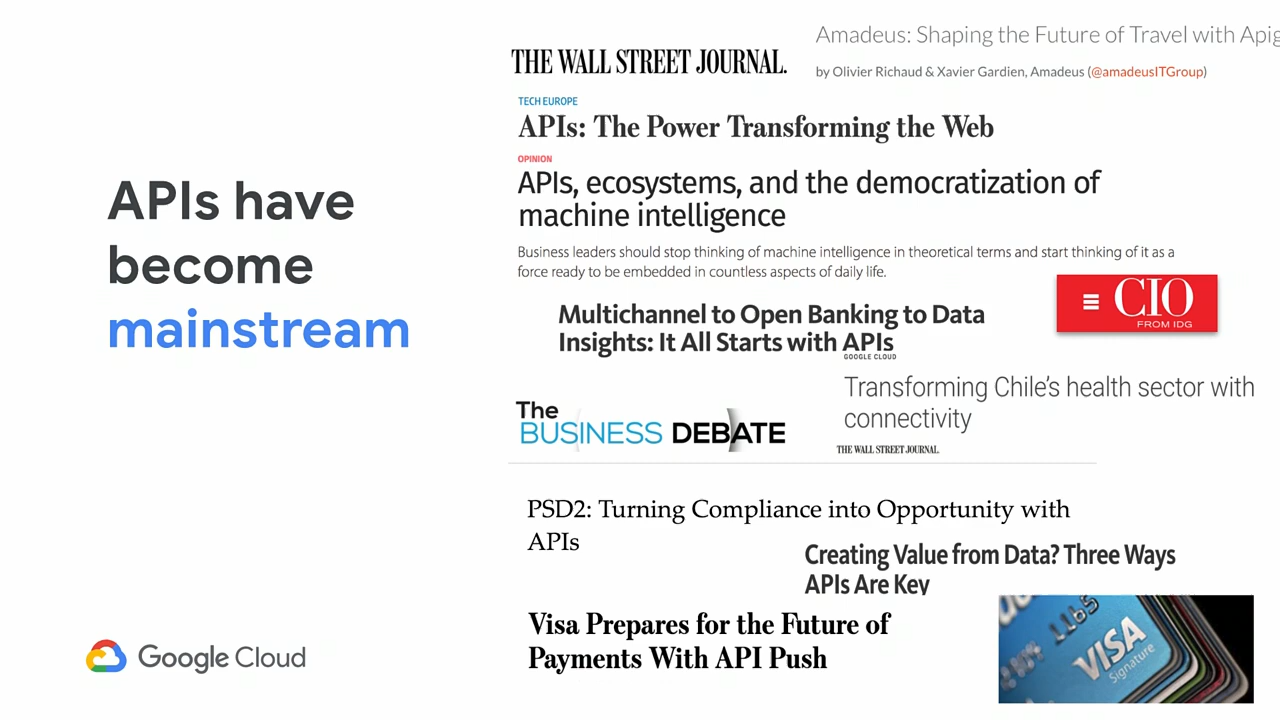 APIs have
become
mainstream
Google Cloud
THE WALL STREET JOURNAL.
Amadeus: Shaping the Future of Travel with Apig
by Olivier Richaud & Xavier Gardien, Amadeus (@amadeusITGroup)
TECH EUROPE
APIs: The Power Transforming the Web
OPINION
APIs, ecosystems, and the democratization of
machine intelligence
Business leaders should stop thinking of machine intelligence in theoretical terms and start thinking of it as a
force ready to be embedded in countless aspects of daily life.
CIO
FROM IDG
Multichannel to Open Banking to Data
Insights: It All Starts with APIs
GOOGLE CLOUD
Transforming Chile's health sector with
connectivity
The
BUSINESS DEBATE
THE WALL STREET JOURNAL.
PSD2: Turning Compliance into Opportunity with
APIs
Creating Value from Data? Three Ways
APIs Are Key
Visa Prepares for the Future of
Payments With API Push
1165
VISA
Signature